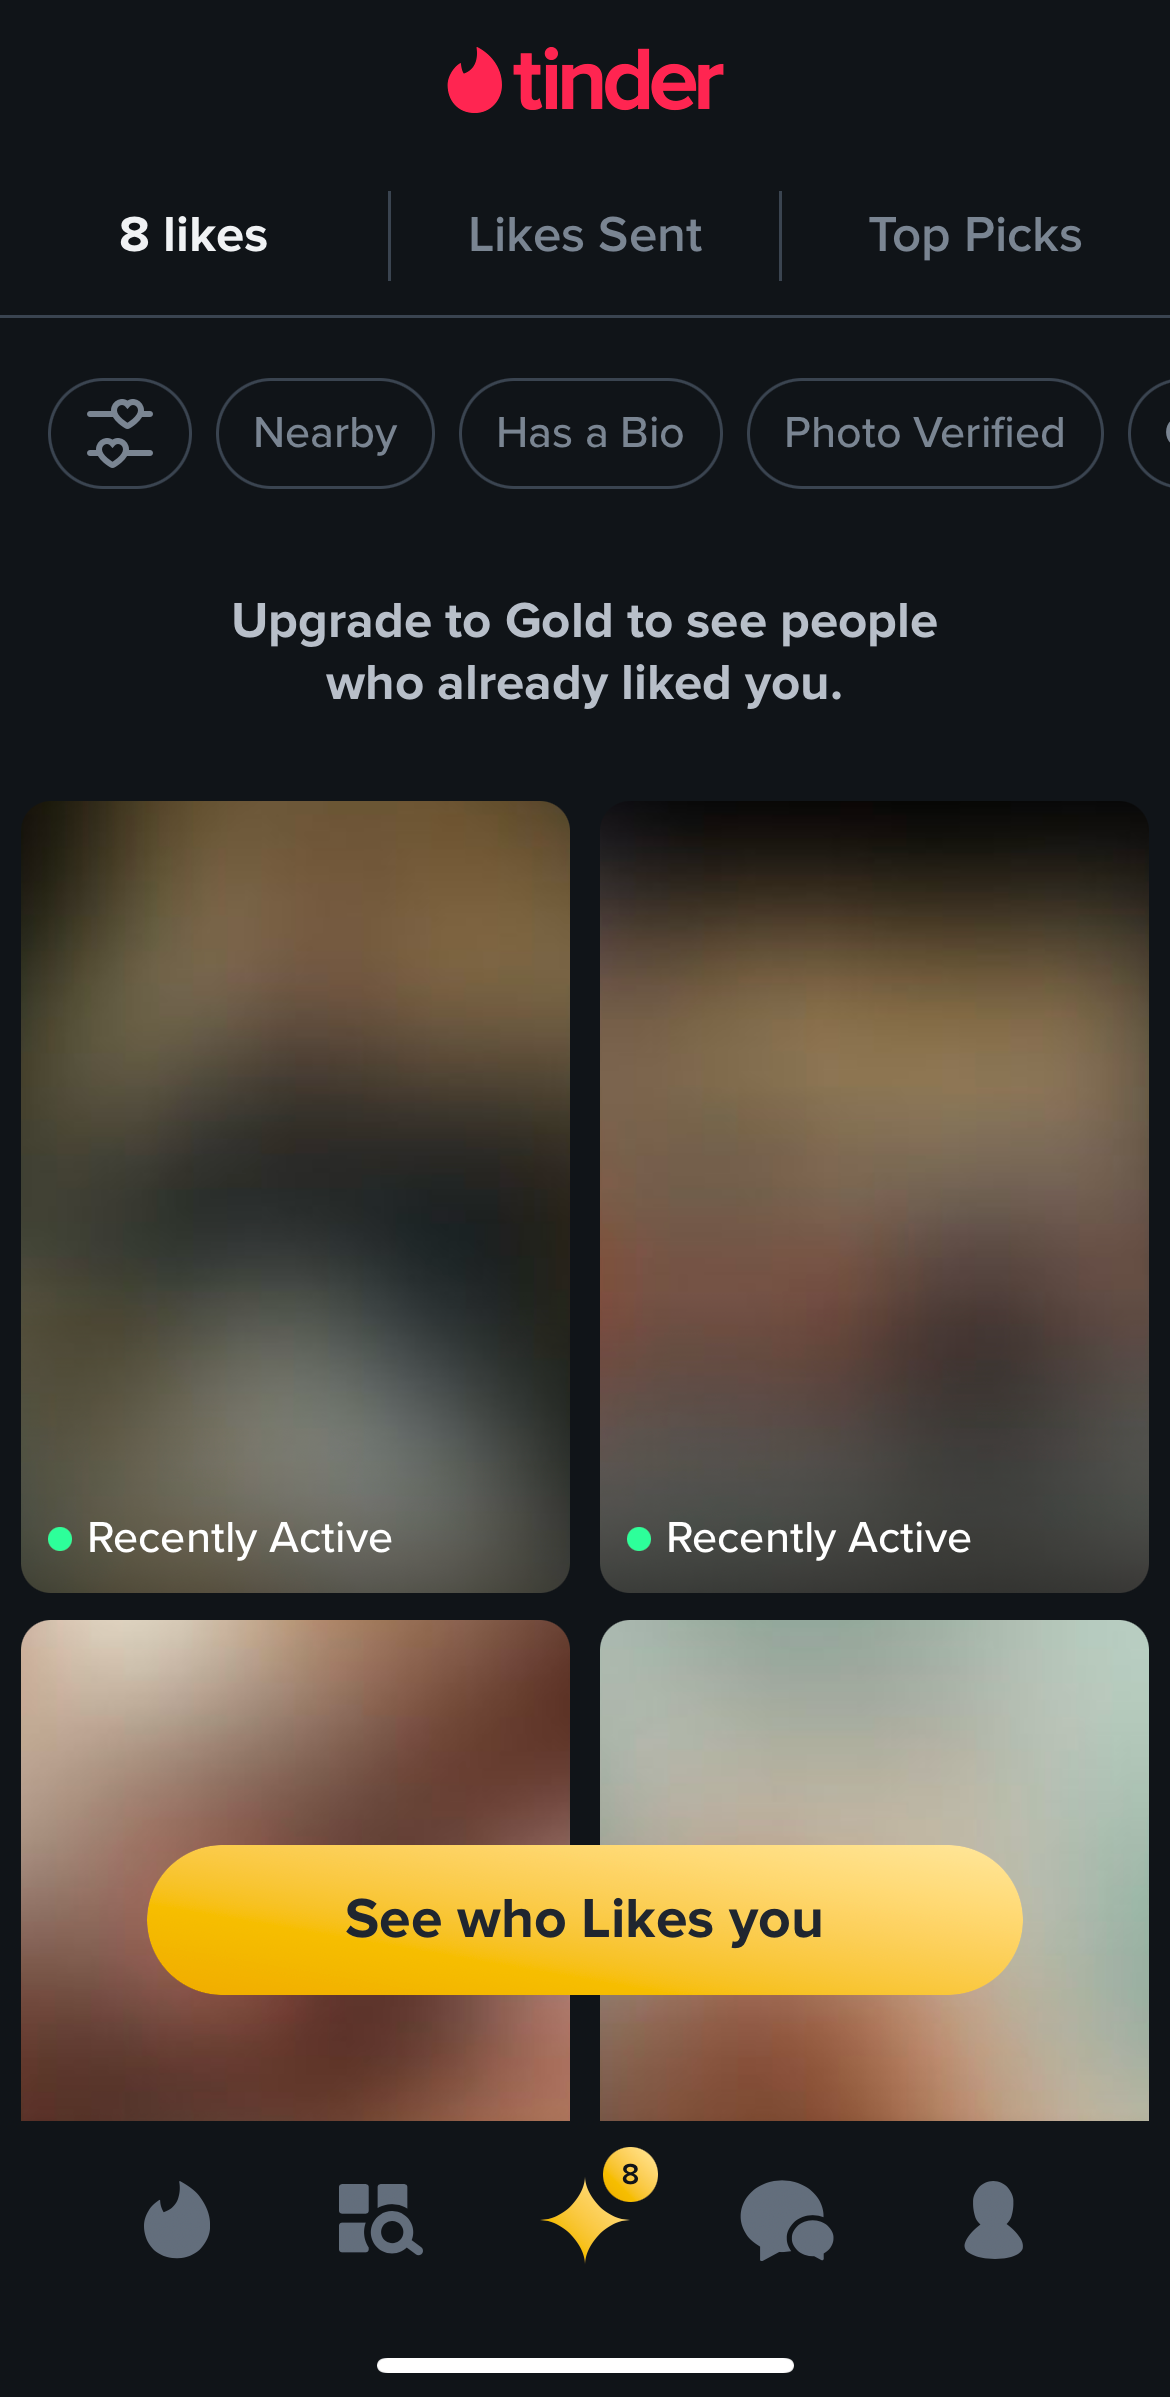 tinder
8 likes
Likes Sent
Top Picks
Nearby
Has a Bio
Photo Verified
Upgrade to Gold to see people
who already liked you.
Recently Active
Recently Active
See who Likes you
8